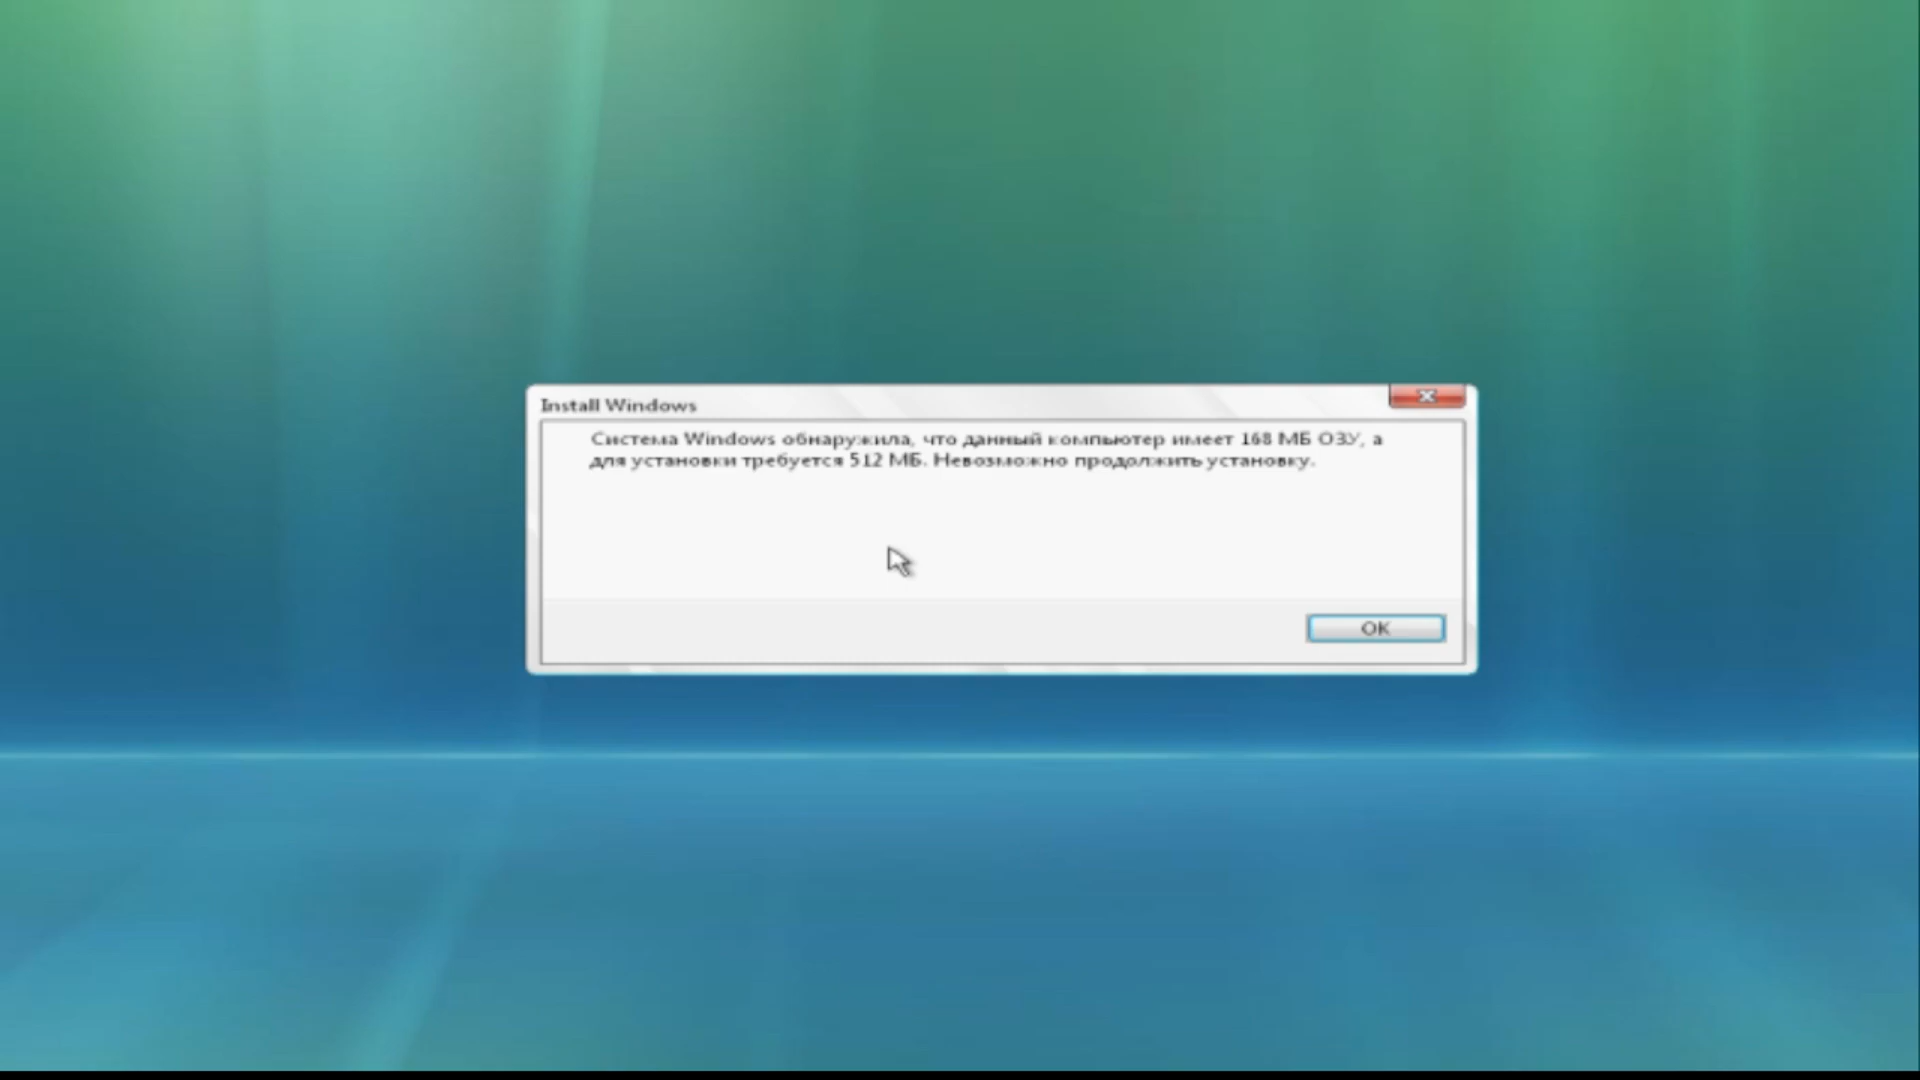 Install Windows
Система Windows обнаружила, что данный компьютер имеет 168 МБ ОЗУ, а
для установки требуется 512 МБ. Невозможно продолжить установку.
OK